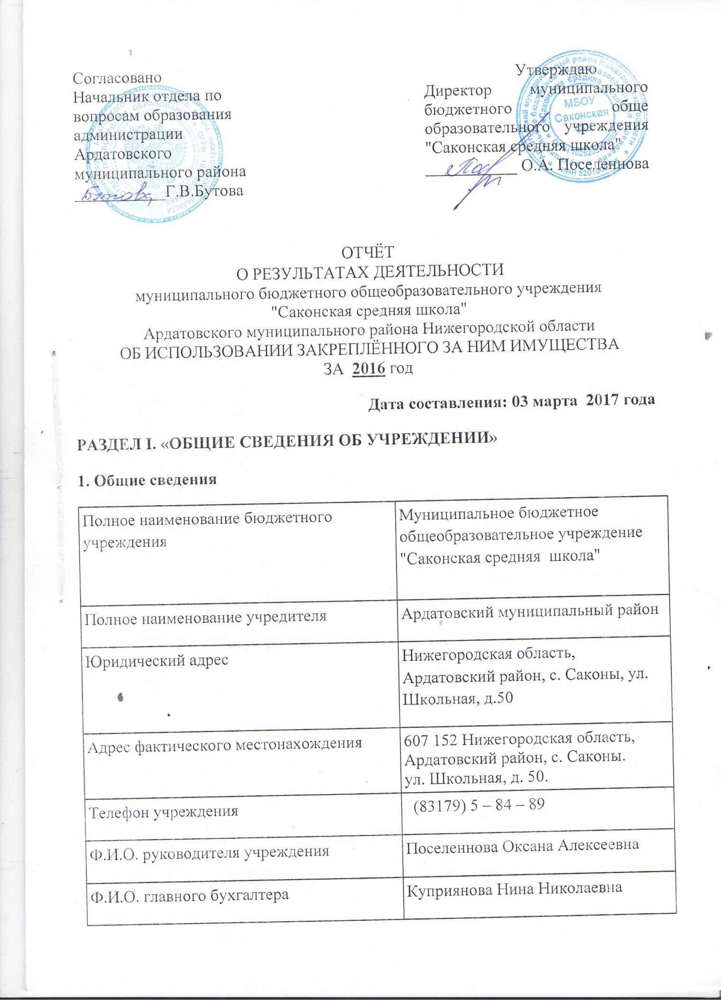 Согласовано
Начальник отдела по
вопросам образования
администрации
Ардатовского
муниципального района
Бутова Г.В.Бутова
Утверждаю
Директор муниципального
бюджетного обще
образовательного учреждения
"Саконская средняя школа"
О.А. Поселеннова
МБОУ
Саконская
СШ
ОТЧЁТ
О РЕЗУЛЬТАТАХ ДЕЯТЕЛЬНОСТИ
муниципального бюджетного общеобразовательного учреждения
"Саконская средняя школа"
Ардатовского муниципального района Нижегородской области
ОБ ИСПОЛЬЗОВАНИИ ЗАКРЕПЛЁННОГО ЗА НИМ ИМУЩЕСТВА
ЗА 2016 год
Дата составления: 03 марта 2017 года
РАЗДЕЛ I. «ОБЩИЕ СВЕДЕНИЯ ОБ УЧРЕЖДЕНИИ»
1. Общие сведения
Полное наименование бюджетного
учреждения
Муниципальное бюджетное
общеобразовательное учреждение
"Саконская средняя школа"
Полное наименование учредителя
Ардатовский муниципальный район
Юридический адрес
Нижегородская область,
Ардатовский район, с. Саконы, ул.
Школьная, д.50
Адрес фактического местонахождения
607 152 Нижегородская область,
Ардатовский район, с. Саконы.
ул. Школьная, д. 50.
Телефон учреждения
(83179) 5 – 84 – 89
Ф.И.О. руководителя учреждения
Поселеннова Оксана Алексеевна
Ф.И.О. главного бухгалтера
Куприянова Нина Николаевна